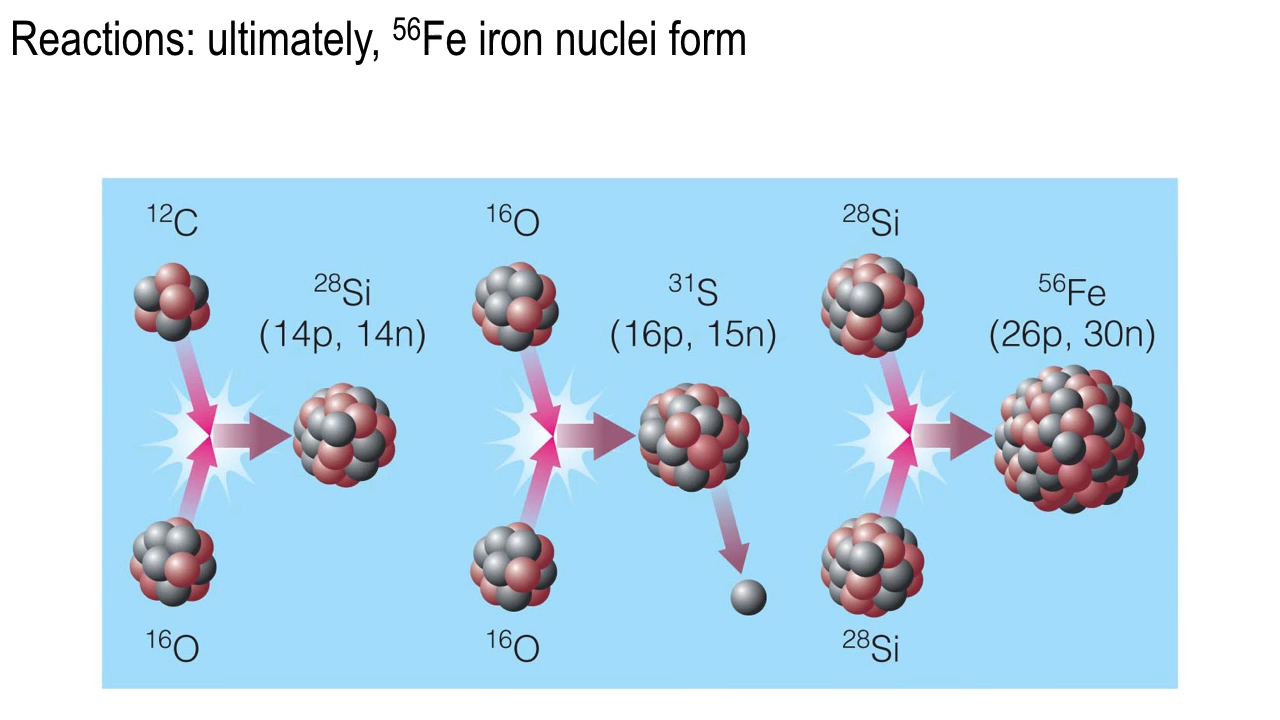 Reactions: ultimately, ⁵⁶Fe iron nuclei form
¹²C
²⁸Si
(14p, 14n)
¹⁶O
¹⁶O
³¹S
(16p, 15n)
¹⁶O
²⁸Si
⁵⁶Fe
(26p, 30n)
²⁸Si